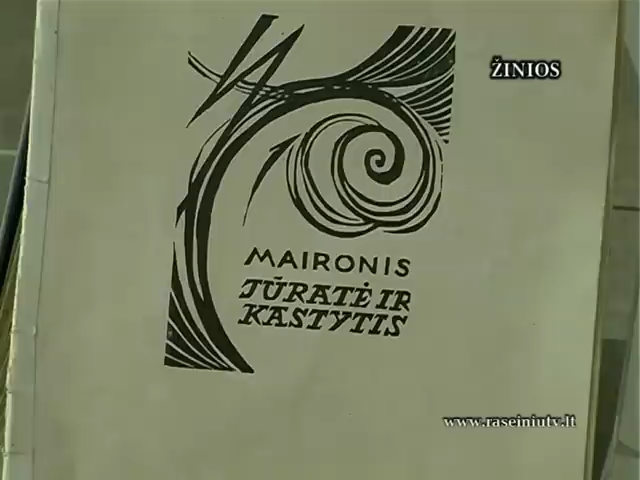 ŽINIOS
MAIRONIS
JŪRATĖ IR
KASTYTIS
www.raseiniutv.lt